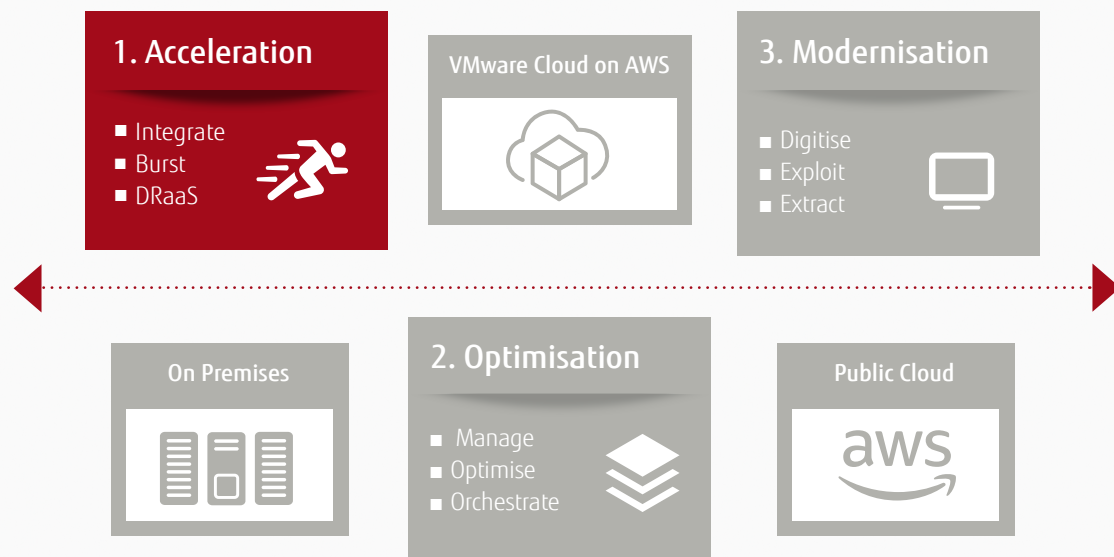 1. Acceleration
Integrate
Burst
DRaaS
VMware Cloud on AWS
3. Modernisation
Digitise
Exploit
Extract
On Premises
2. Optimisation
Manage
Optimise
Orchestrate
Public Cloud
aws